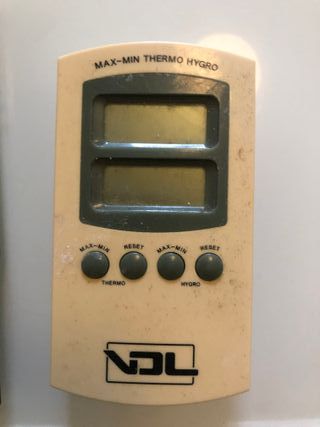 MAX-MIN THERMO HYGRO
MAX-MIN RESET MAX-MIN RESET
THERMO HYGRO
VDL